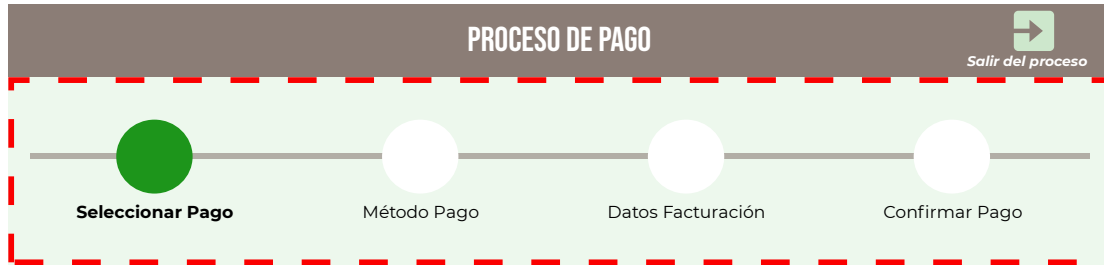 PROCESO DE PAGO
Salir del proceso
Seleccionar Pago
Método Pago
Datos Facturación
Confirmar Pago